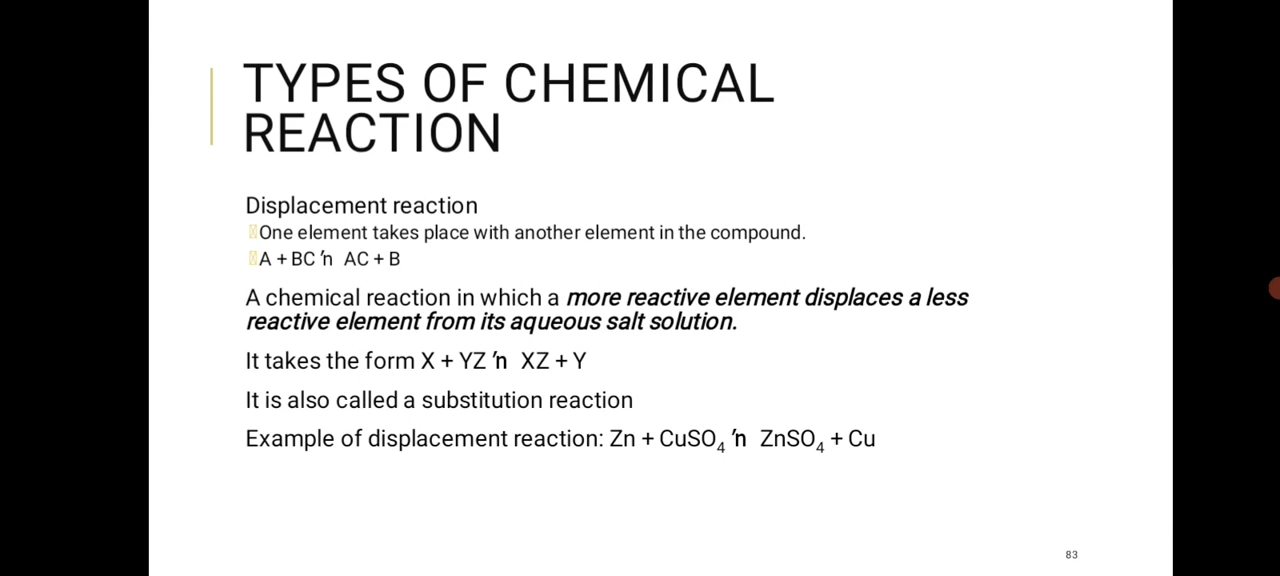 TYPES OF CHEMICAL
REACTION
Displacement reaction
One element takes place with another element in the compound.
A + BC ’n AC + B
A chemical reaction in which a more reactive element displaces a less
reactive element from its aqueous salt solution.
It takes the form X + YZ ’n XZ + Y
It is also called a substitution reaction
Example of displacement reaction: Zn + CuSO₄ ’n ZnSO₄ + Cu
83